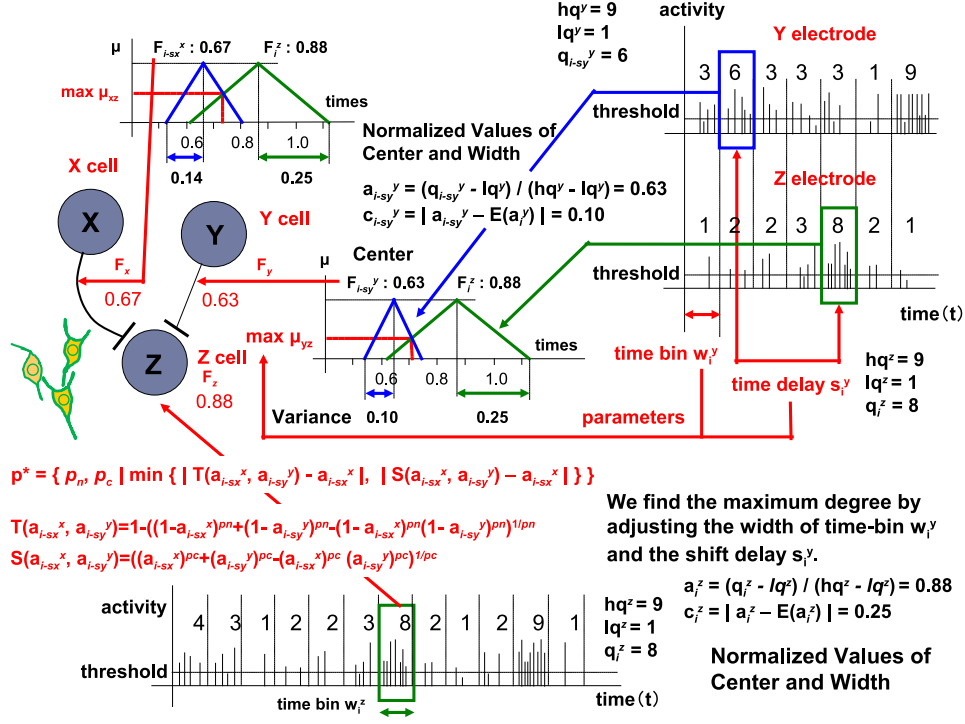 hq^y = 9
lq^y = 1
q_{i-sy}^y = 6
activity
Y electrode
3 6 3 3 3 1 9
threshold
μ
F_{i-sx}^x : 0.67
F_i^z : 0.88
max μ_{xz}
times
0.6 0.8 1.0
0.14
0.25
Normalized Values of
Center and Width
a_{i-sy}^y = (q_{i-sy}^y - lq^y) / (hq^y - lq^y) = 0.63
c_{i-sy}^y = | a_{i-sy}^y – E(a_i^y) | = 0.10
X cell
X
Y cell
Y
F_x
0.67
F_y
0.63
Z
Z cell
F_z
0.88
μ
Center
F_{i-sy}^y : 0.63
F_i^z : 0.88
max μ_{yz}
times
0.6 0.8 1.0
Variance
0.10
0.25
Z electrode
1 2 2 3 8 2 1
threshold
time(t)
time bin w_i^y
time delay s_i^y
hq^z = 9
lq^z = 1
q_i^z = 8
parameters
p* = { p_n, p_c | min { | T(a_{i-sx}^x, a_{i-sy}^y) - a_{i-sx}^x |, | S(a_{i-sx}^x, a_{i-sy}^y) – a_{i-sx}^x | } }
T(a_{i-sx}^x, a_{i-sy}^y)=1-((1-a_{i-sx}^x)^{pn}+(1- a_{i-sy}^y)^{pn}-(1- a_{i-sx}^x)^{pn}(1- a_{i-sy}^y)^{pn})^{1/pn}
S(a_{i-sx}^x, a_{i-sy}^y)=((a_{i-sx}^x)^{pc}+(a_{i-sy}^y)^{pc}-(a_{i-sx}^x)^{pc} (a_{i-sy}^y)^{pc})^{1/pc}
We find the maximum degree by
adjusting the width of time-bin w_i^y
and the shift delay s_i^y.
a_i^z = (q_i^z - lq^z) / (hq^z - lq^z) = 0.88
c_i^z = | a_i^z – E(a_i^z) | = 0.25
Normalized Values of
Center and Width
activity
4 3 1 2 2 3 8 2 1 2 9 1
threshold
time bin w_i^z
time(t)
hq^z = 9
lq^z = 1
q_i^z = 8